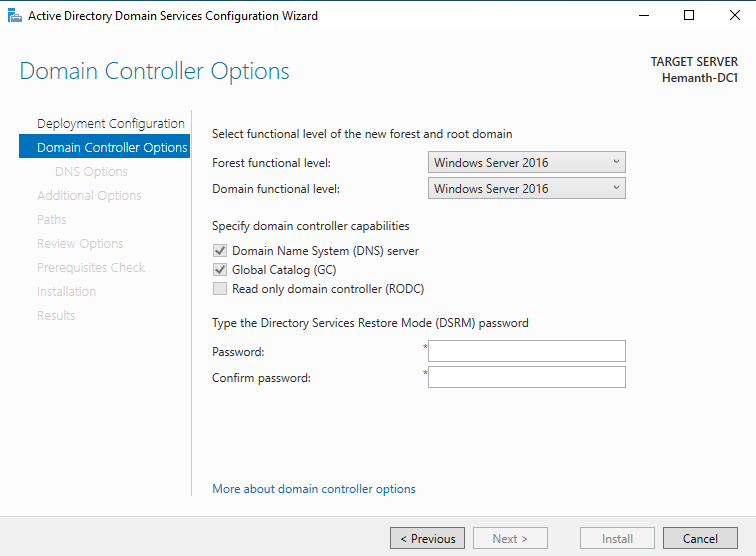 Active Directory Domain Services Configuration Wizard
Domain Controller Options
TARGET SERVER
Hemanth-DC1
Deployment Configuration
Domain Controller Options
DNS Options
Additional Options
Paths
Review Options
Prerequisites Check
Installation
Results
Select functional level of the new forest and root domain
Forest functional level: Windows Server 2016
Domain functional level: Windows Server 2016
Specify domain controller capabilities
Domain Name System (DNS) server
Global Catalog (GC)
Read only domain controller (RODC)
Type the Directory Services Restore Mode (DSRM) password
Password: *
Confirm password: *
More about domain controller options
< Previous Next > Install Cancel